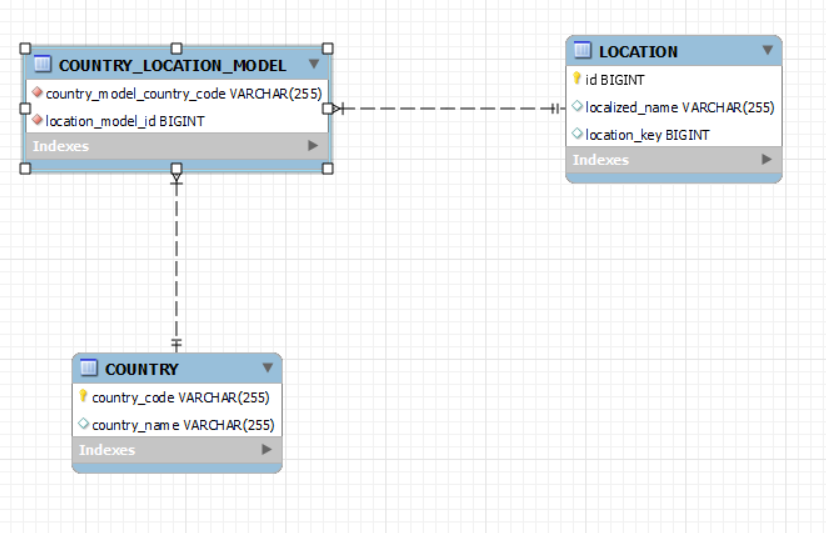 COUNTRY_LOCATION_MODEL
country_model_country_code VARCHAR(255)
location_model_id BIGINT
Indexes
LOCATION
id BIGINT
localized_name VARCHAR(255)
location_key BIGINT
Indexes
COUNTRY
country_code VARCHAR(255)
country_name VARCHAR(255)
Indexes